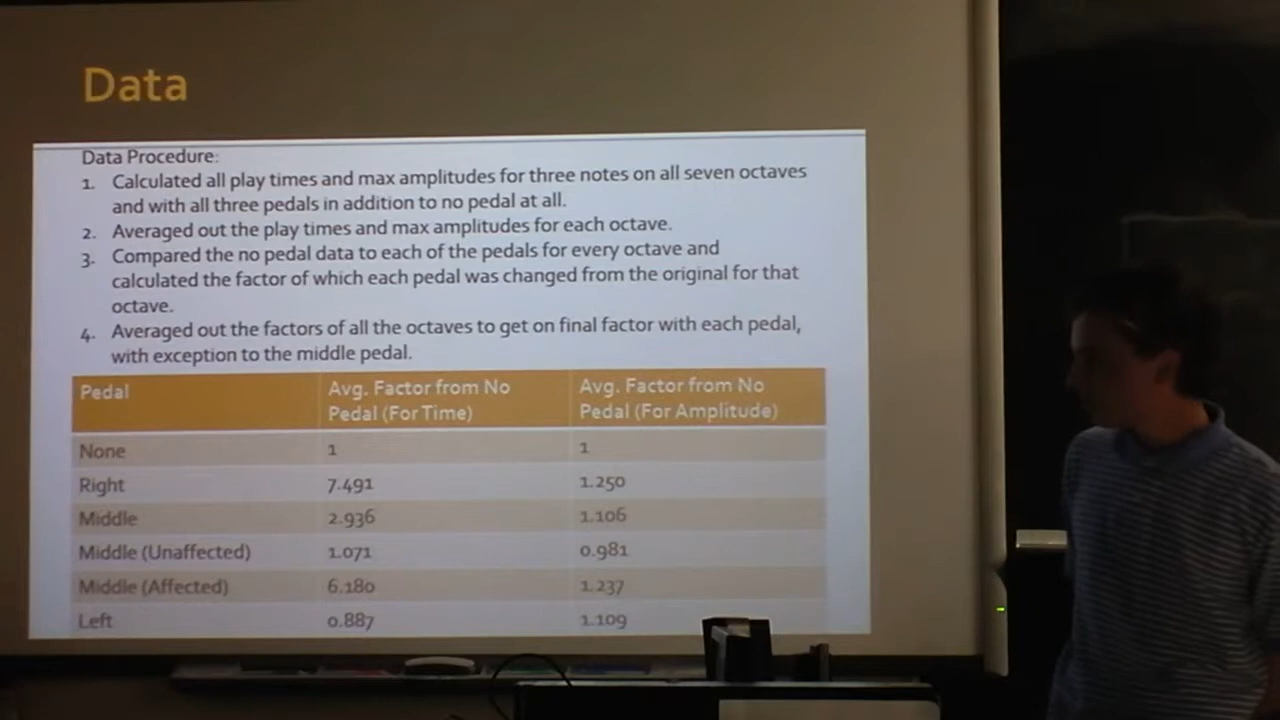 Data
Data Procedure:
1. Calculated all play times and max amplitudes for three notes on all seven octaves
and with all three pedals in addition to no pedal at all.
2. Averaged out the play times and max amplitudes for each octave.
3. Compared the no pedal data to each of the pedals for every octave and
calculated the factor of which each pedal was changed from the original for that
octave.
4. Averaged out the factors of all the octaves to get on final factor with each pedal,
with exception to the middle pedal.
Pedal
Avg. Factor from No
Pedal (For Time)
Avg. Factor from No
Pedal (For Amplitude)
None 1 1
Right 7.491 1.250
Middle 2.936 1.106
Middle (Unaffected) 1.071 0.981
Middle (Affected) 6.180 1.237
Left 0.887 1.109